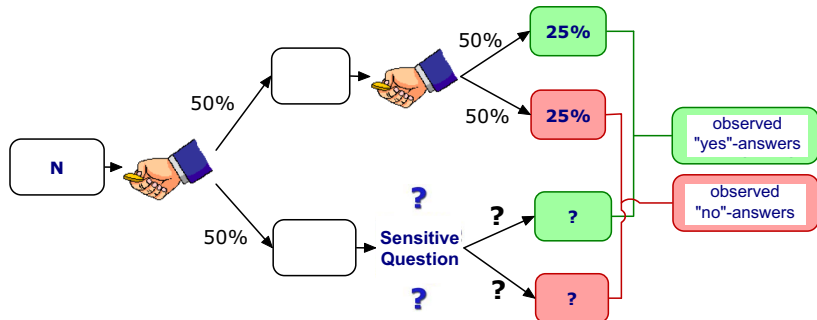 50%
25%
50%
50%
25%
observed
"yes"-answers
N
?
?
observed
"no"-answers
50%
Sensitive
Question
?
?
?
?